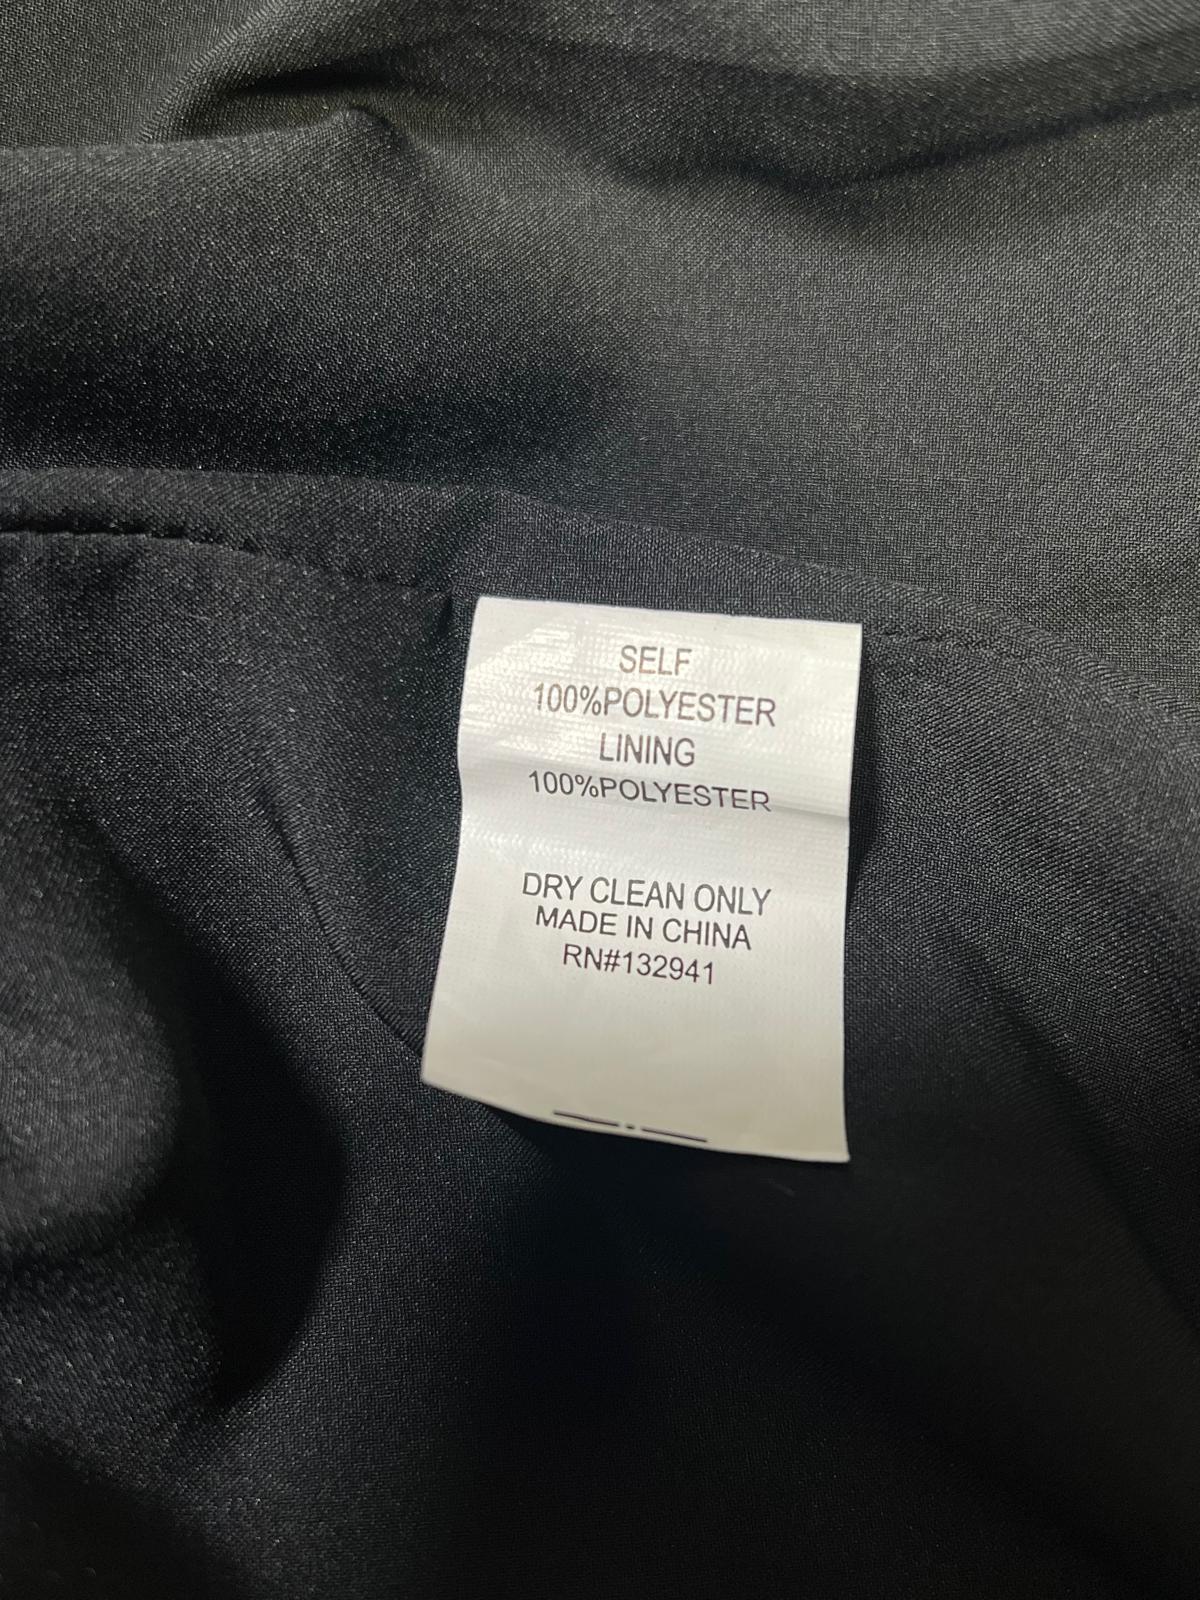 SELF
100%POLYESTER
LINING
100%POLYESTER
DRY CLEAN ONLY
MADE IN CHINA
RN#132941